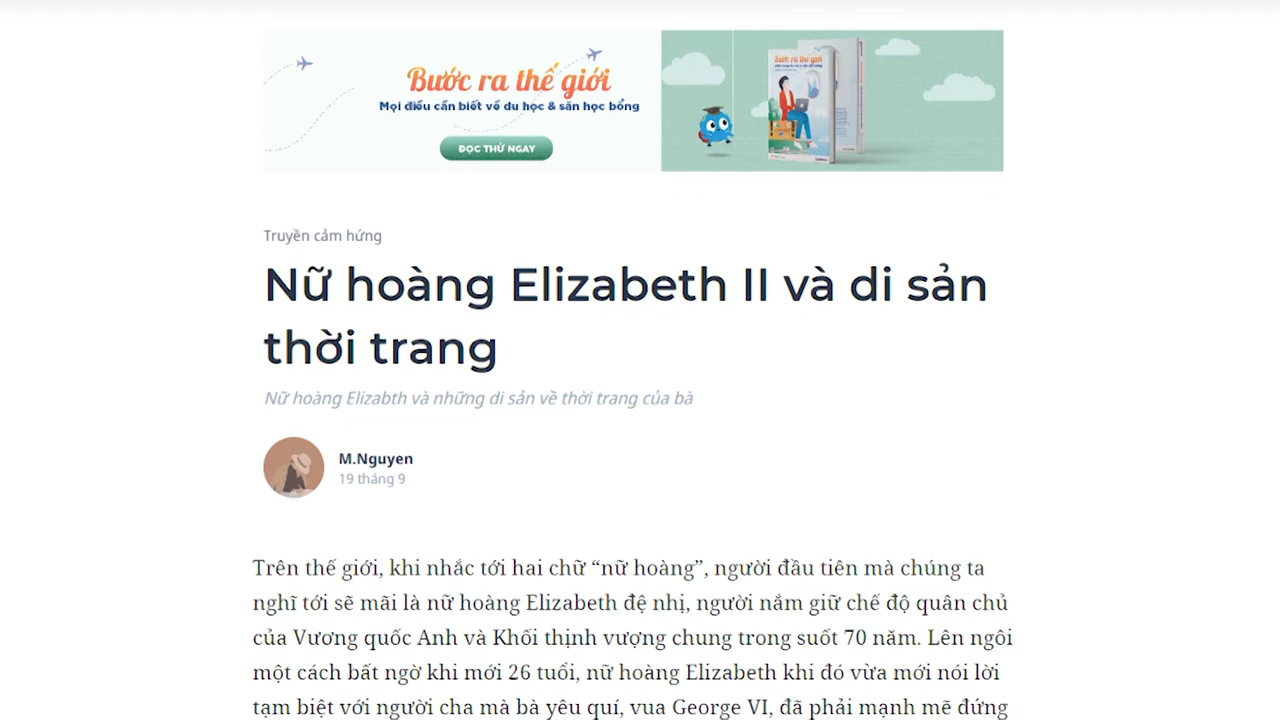 Bước ra thế giới
Mọi điều cần biết về du học & săn học bổng
ĐỌC THỬ NGAY
Bước ra thế giới
Truyền cảm hứng
Nữ hoàng Elizabeth II và di sản
thời trang
Nữ hoàng Elizabth và những di sản về thời trang của bà
M.Nguyen
19 tháng 9
Trên thế giới, khi nhắc tới hai chữ “nữ hoàng”, người đầu tiên mà chúng ta
nghĩ tới sẽ mãi là nữ hoàng Elizabeth đệ nhị, người nắm giữ chế độ quân chủ
của Vương quốc Anh và Khối thịnh vượng chung trong suốt 70 năm. Lên ngôi
một cách bất ngờ khi mới 26 tuổi, nữ hoàng Elizabeth khi đó vừa mới nói lời
tạm biệt với người cha mà bà yêu quí, vua George VI, đã phải mạnh mẽ đứng